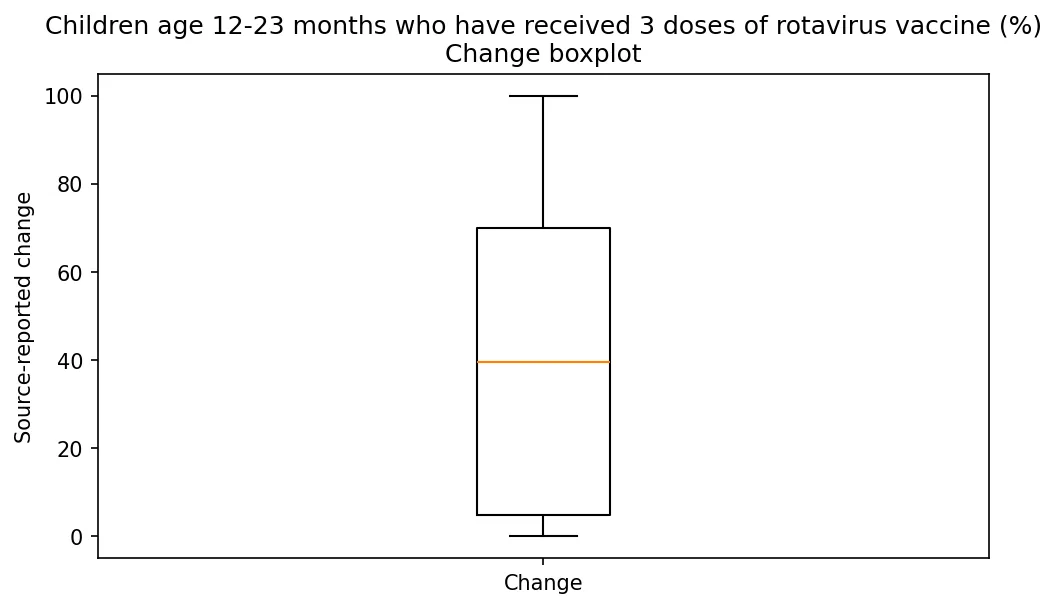 Children age 12-23 months who have received 3 doses of rotavirus vaccine (%)
Change boxplot
Source-reported change
100
80
60
40
20
0
Change